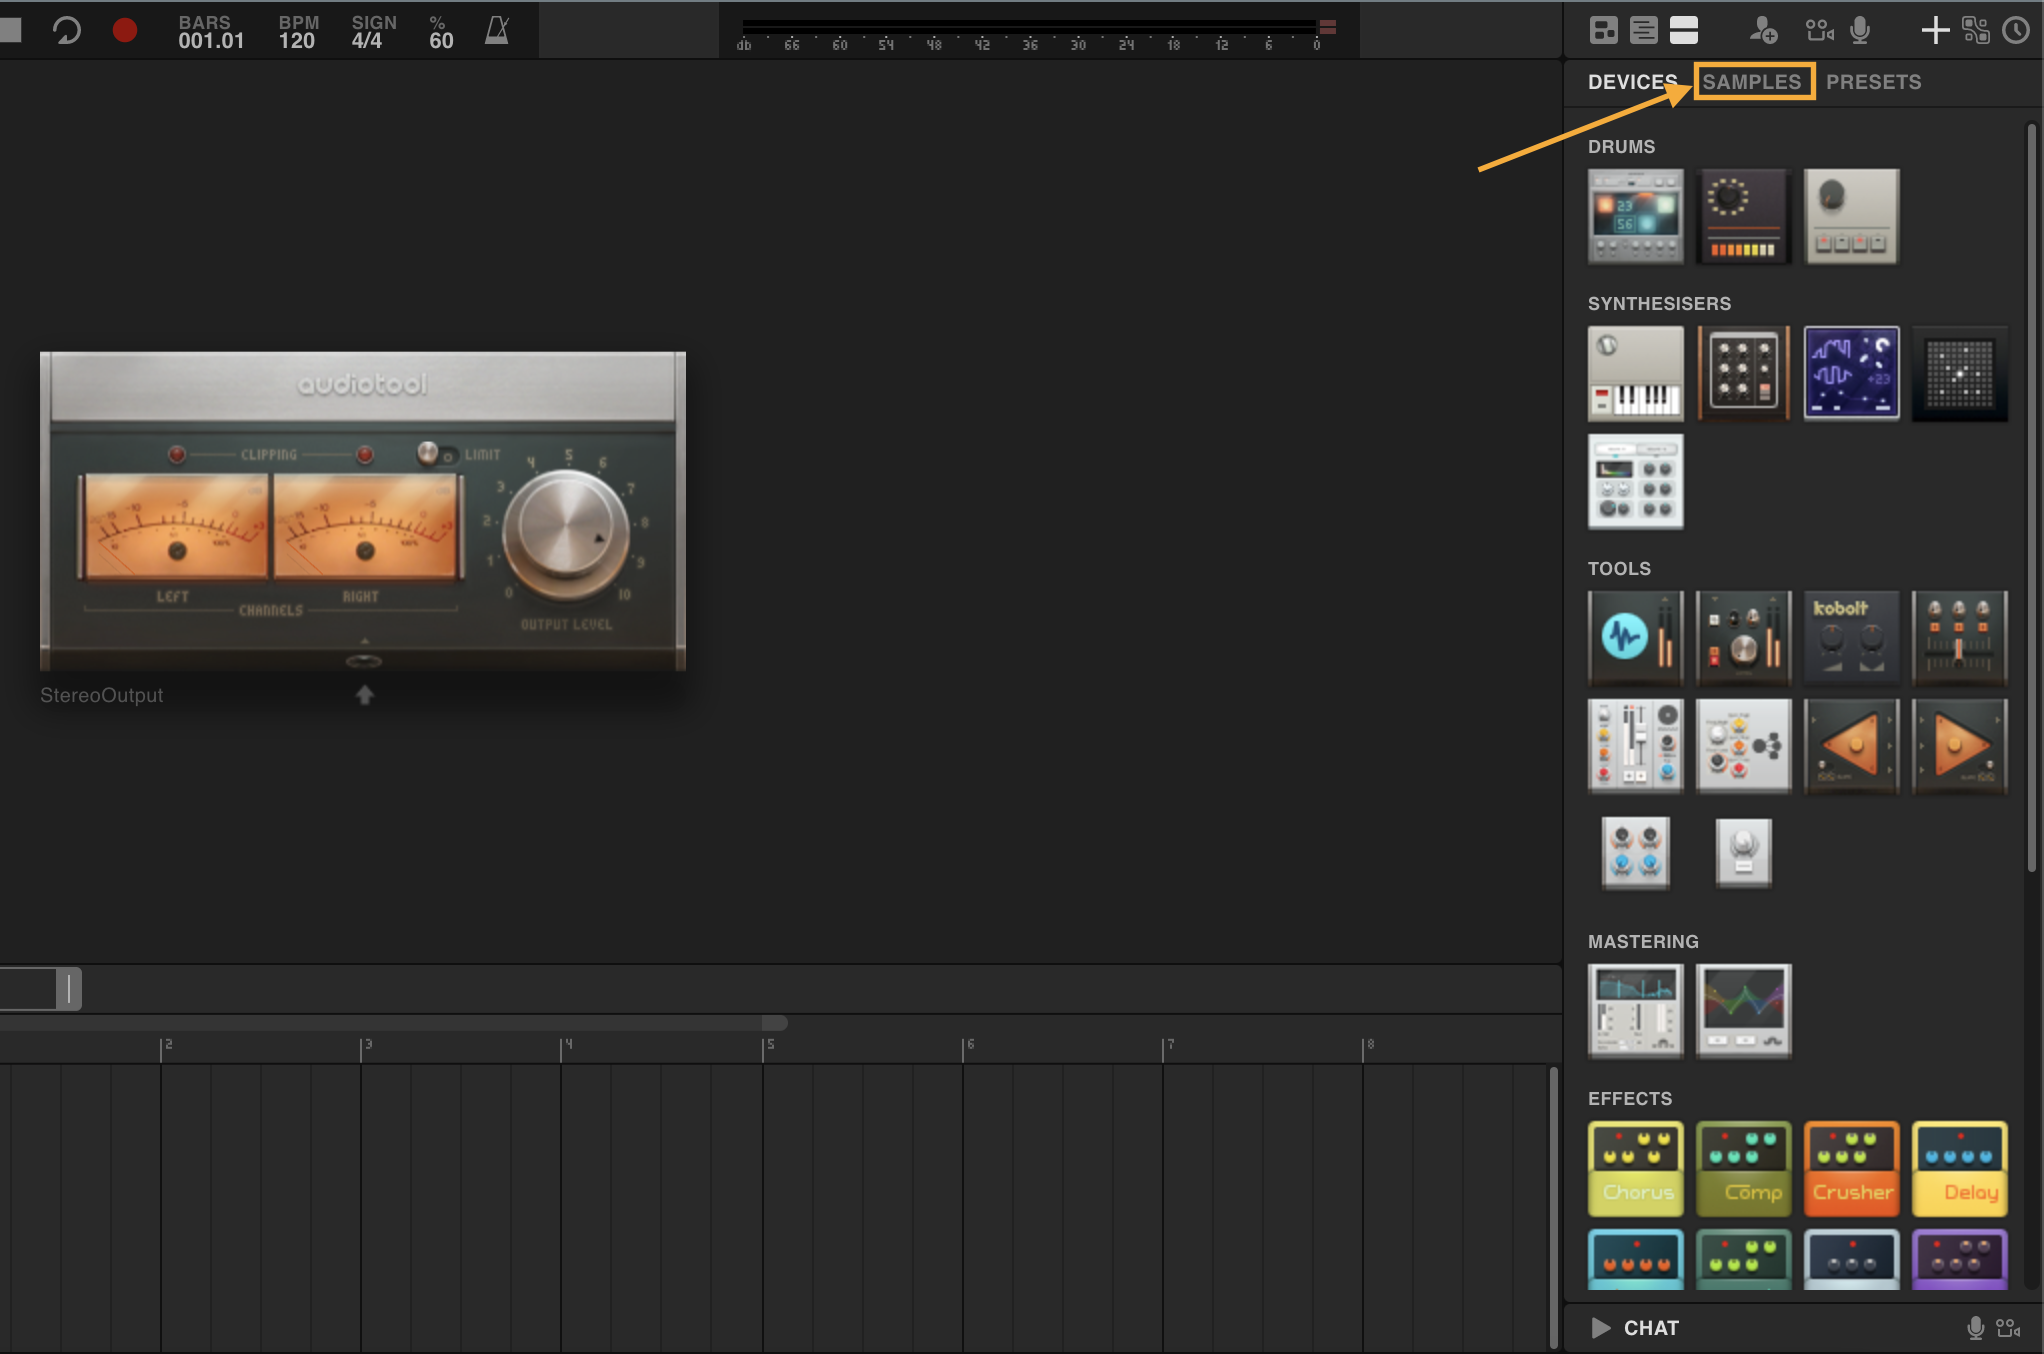 BARS
001.01
BPM
120
SIGN
4/4
%
60
db 66 60 54 48 42 36 30 24 18 12 6 0
DEVICES SAMPLES PRESETS
DRUMS
23
56
SYNTHESISERS
+23
audiotool
CLIPPING
LIMIT
0 1 2 3 4 5 6 7 8 9 10
LEFT
RIGHT
CHANNELS
OUTPUT LEVEL
StereoOutput
TOOLS
kobolt
MASTERING
2 3 4 5 6 7 8
EFFECTS
Chorus Comp Crusher Delay
CHAT